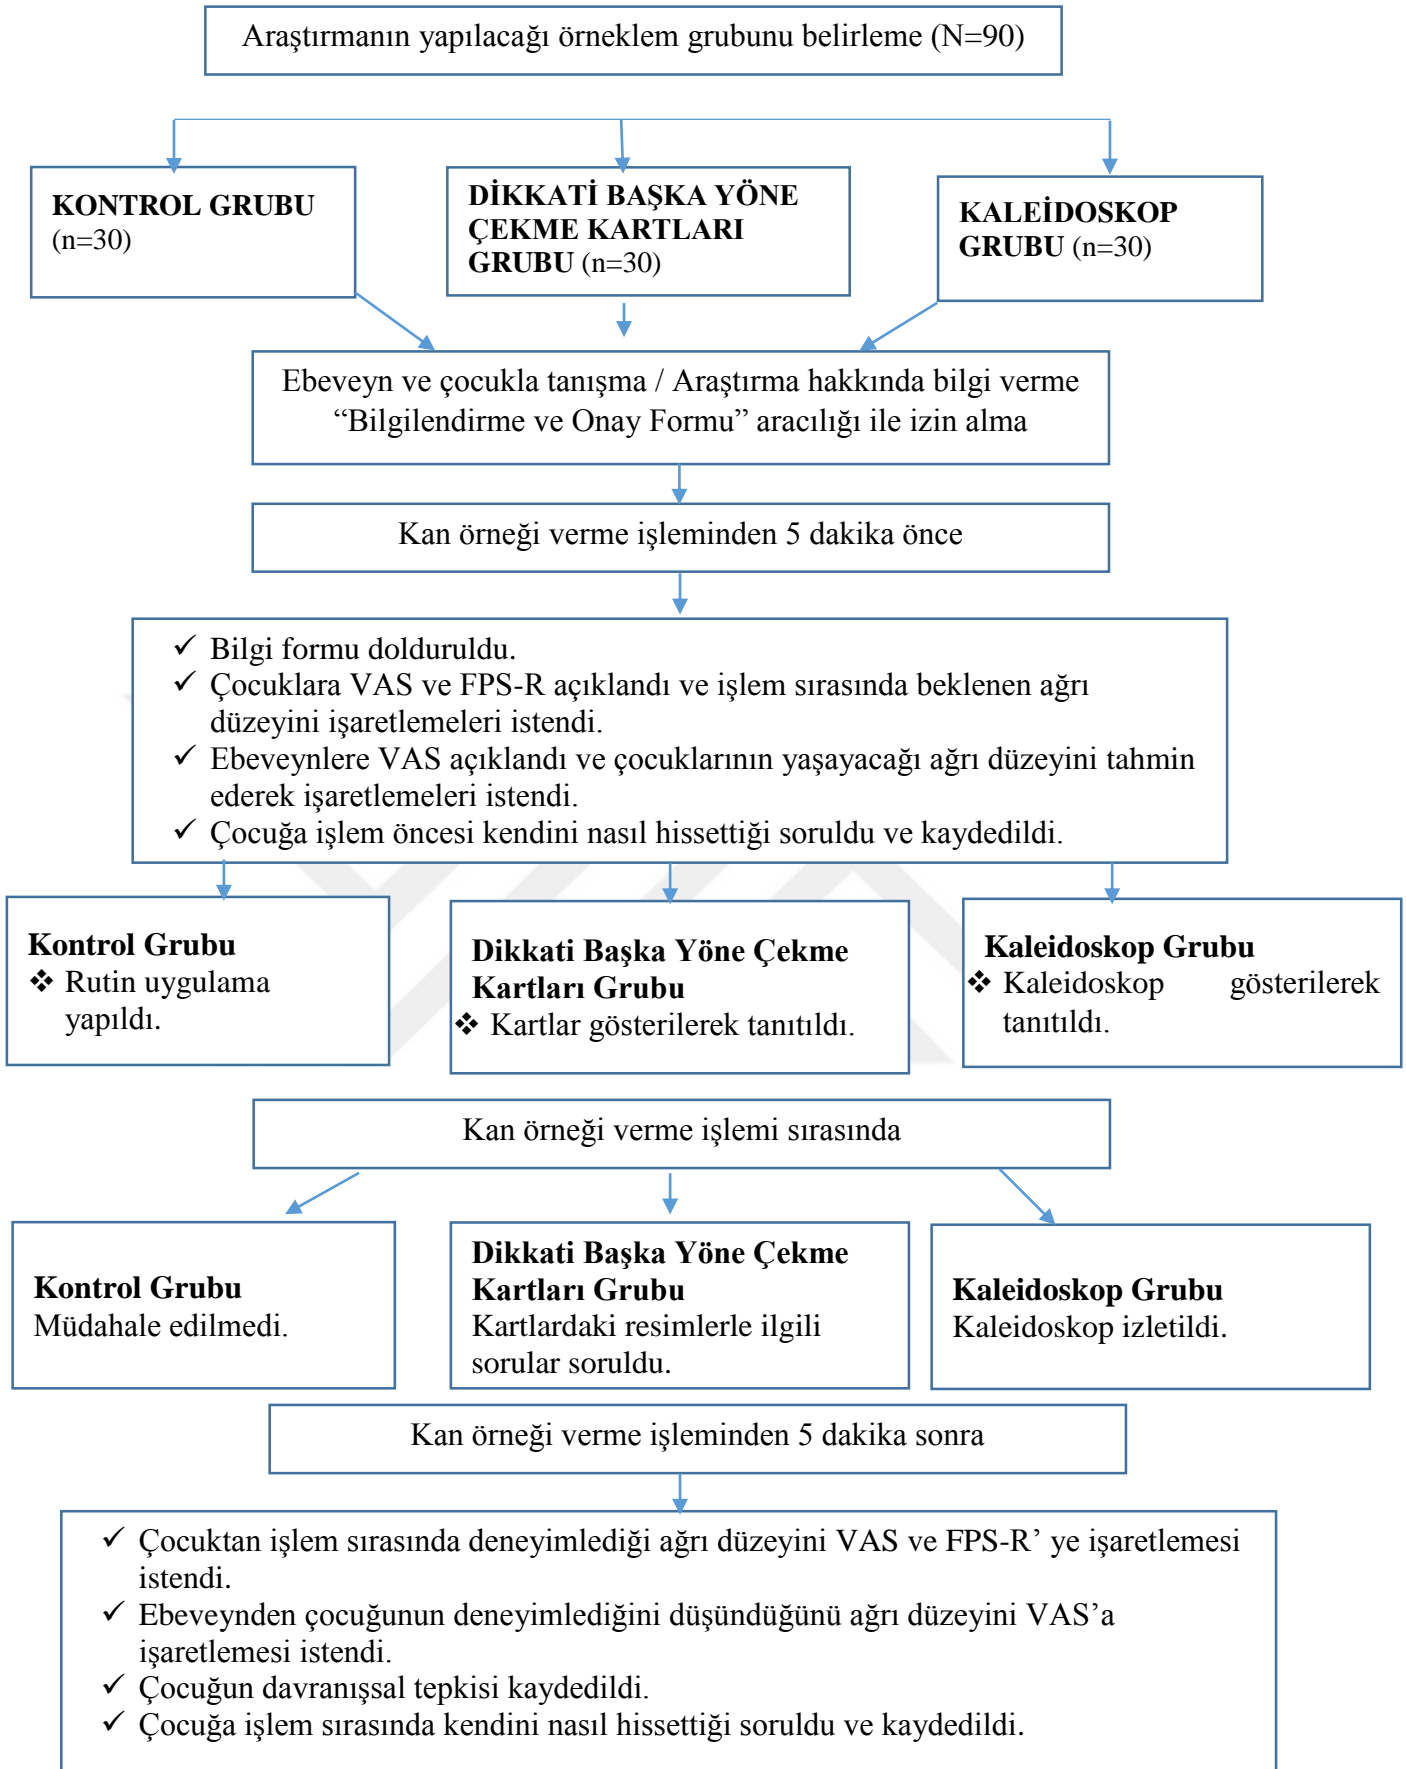 Araştırmanın yapılacağı örneklem grubunu belirleme (N=90)
KONTROL GRUBU
(n=30)
DİKKATİ BAŞKA YÖNE
ÇEKME KARTLARI
GRUBU (n=30)
KALEİDOSKOP
GRUBU (n=30)
Ebeveyn ve çocukla tanışma / Araştırma hakkında bilgi verme
“Bilgilendirme ve Onay Formu” aracılığı ile izin alma
Kan örneği verme işleminden 5 dakika önce
✓ Bilgi formu dolduruldu.
✓ Çocuklara VAS ve FPS-R açıklandı ve işlem sırasında beklenen ağrı
düzeyini işaretlemeleri istendi.
✓ Ebeveynlere VAS açıklandı ve çocuklarının yaşayacağı ağrı düzeyini tahmin
ederek işaretlemeleri istendi.
✓ Çocuğa işlem öncesi kendini nasıl hissettiği soruldu ve kaydedildi.
Kontrol Grubu
❖ Rutin uygulama
yapıldı.
Dikkati Başka Yöne Çekme
Kartları Grubu
❖ Kartlar gösterilerek tanıtıldı.
Kaleidoskop Grubu
❖ Kaleidoskop gösterilerek
tanıtıldı.
Kan örneği verme işlemi sırasında
Kontrol Grubu
Müdahale edilmedi.
Dikkati Başka Yöne Çekme
Kartları Grubu
Kartlardaki resimlerle ilgili
sorular soruldu.
Kaleidoskop Grubu
Kaleidoskop izletildi.
Kan örneği verme işleminden 5 dakika sonra
✓ Çocuktan işlem sırasında deneyimlediği ağrı düzeyini VAS ve FPS-R’ ye işaretlemesi
istendi.
✓ Ebeveynden çocuğunun deneyimlediğini düşündüğünü ağrı düzeyini VAS’a
işaretlemesi istendi.
✓ Çocuğun davranışsal tepkisi kaydedildi.
✓ Çocuğa işlem sırasında kendini nasıl hissettiği soruldu ve kaydedildi.